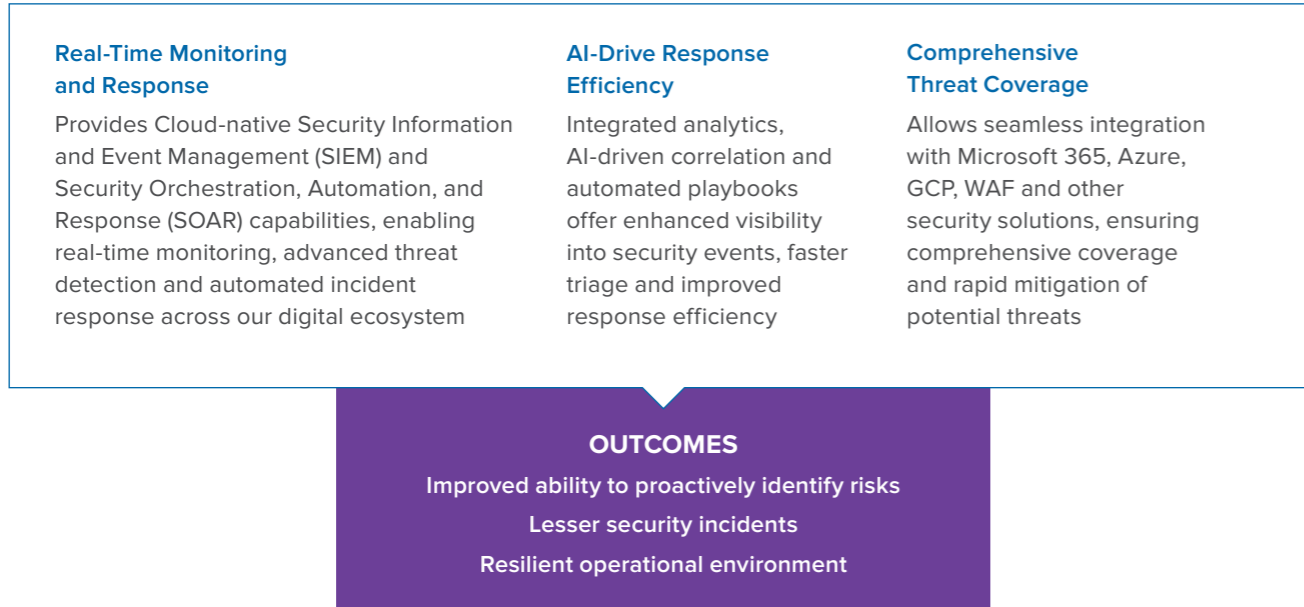 Real-Time Monitoring
and Response
Provides Cloud-native Security Information
and Event Management (SIEM) and
Security Orchestration, Automation, and
Response (SOAR) capabilities, enabling
real-time monitoring, advanced threat
detection and automated incident
response across our digital ecosystem
AI-Drive Response
Efficiency
Integrated analytics,
AI-driven correlation and
automated playbooks
offer enhanced visibility
into security events, faster
triage and improved
response efficiency
Comprehensive
Threat Coverage
Allows seamless integration
with Microsoft 365, Azure,
GCP, WAF and other
security solutions, ensuring
comprehensive coverage
and rapid mitigation of
potential threats
OUTCOMES
Improved ability to proactively identify risks
Lesser security incidents
Resilient operational environment